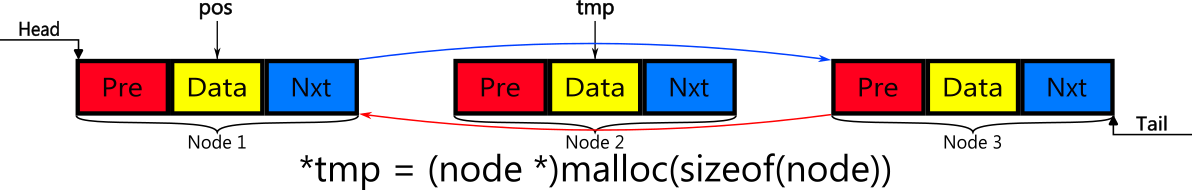 pos tmp
Head
Pre Data Nxt Pre Data Nxt Pre Data Nxt
Tail
Node 1 Node 2 Node 3
*tmp = (node *)malloc(sizeof(node))